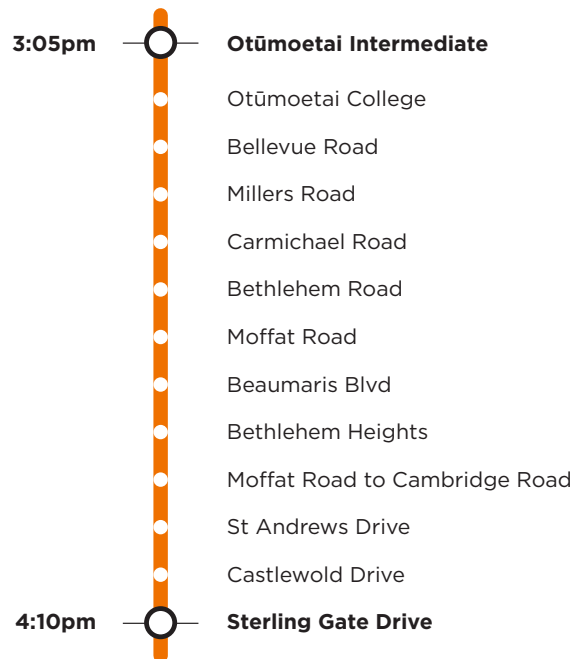 3:05pm Otūmoetai Intermediate
Otūmoetai College
Bellevue Road
Millers Road
Carmichael Road
Bethlehem Road
Moffat Road
Beaumaris Blvd
Bethlehem Heights
Moffat Road to Cambridge Road
St Andrews Drive
Castlewold Drive
4:10pm Sterling Gate Drive